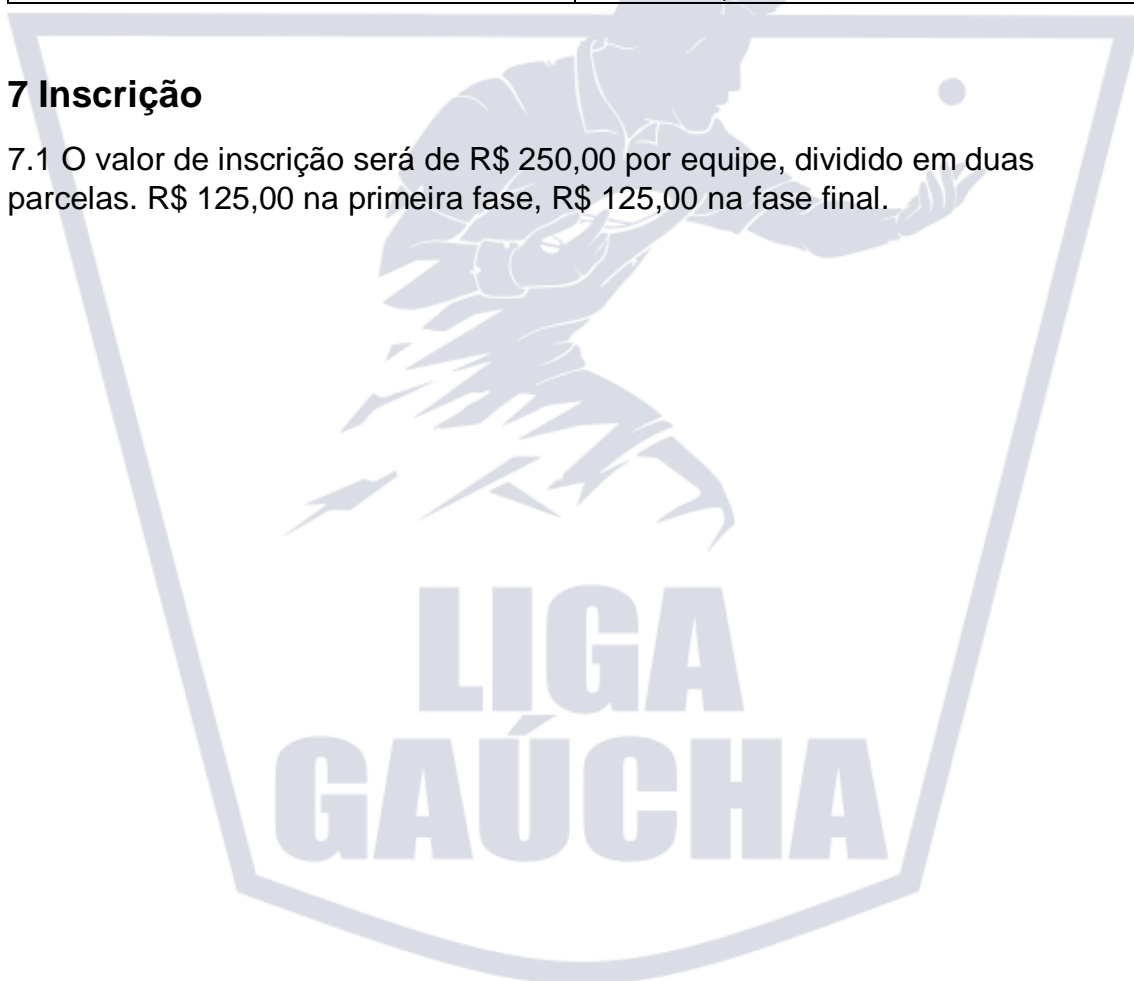 7 Inscrição
7.1 O valor de inscrição será de R$ 250,00 por equipe, dividido em duas
parcelas. R$ 125,00 na primeira fase, R$ 125,00 na fase final.
LIGA
GAÚCHA